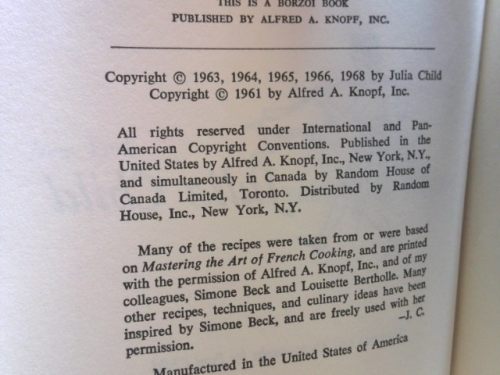 THIS IS A BORZOI BOOK
PUBLISHED BY ALFRED A. KNOPF, INC.
Copyright © 1963, 1964, 1965, 1966, 1968 by Julia Child
Copyright © 1961 by Alfred A. Knopf, Inc.
All rights reserved under International and Pan-
American Copyright Conventions. Published in the
United States by Alfred A. Knopf, Inc., New York, N.Y.,
and simultaneously in Canada by Random House of
Canada Limited, Toronto. Distributed by Random
House, Inc., New York, N.Y.
Many of the recipes were taken from or were based
on Mastering the Art of French Cooking, and are printed
with the permission of Alfred A. Knopf, Inc., and of my
colleagues, Simone Beck and Louisette Bertholle. Many
other recipes, techniques, and culinary ideas have been
inspired by Simone Beck, and are freely used with her
permission. —J. C.
Manufactured in the United States of America